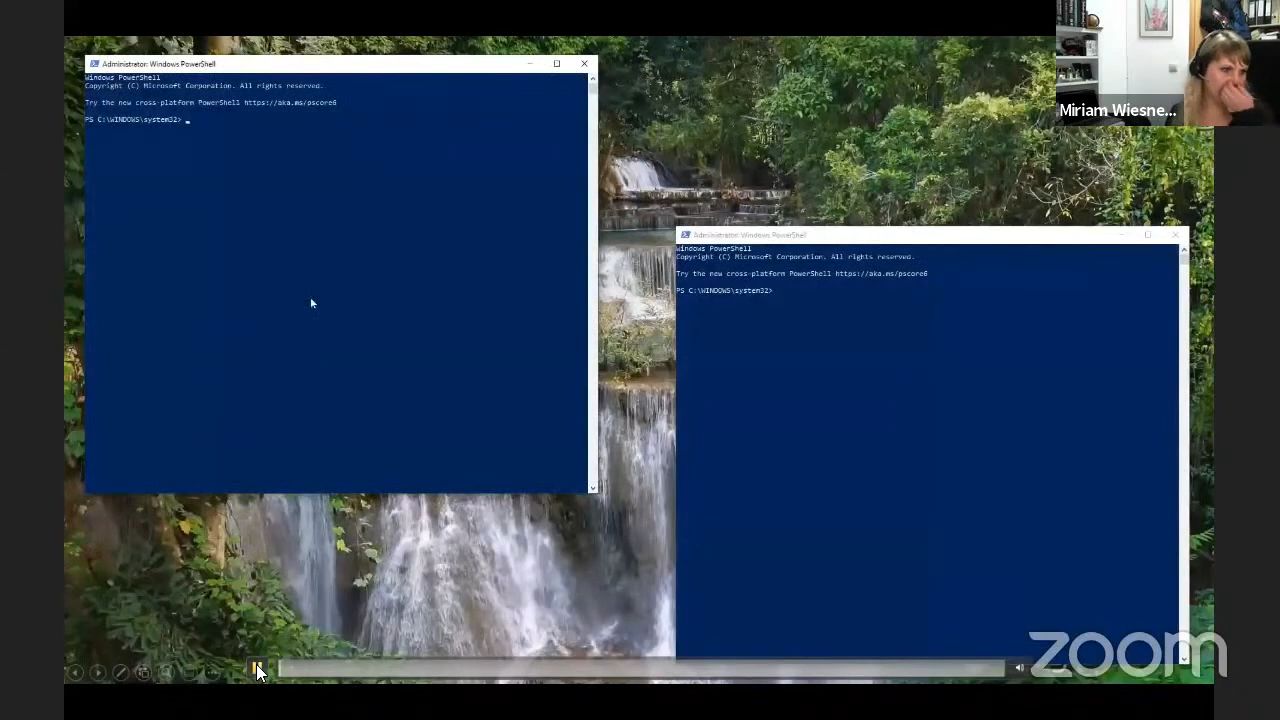 Administrator: Windows PowerShell
Windows PowerShell
Copyright (C) Microsoft Corporation. All rights reserved.
Try the new cross-platform PowerShell https://aka.ms/pscore6
PS C:\WINDOWS\system32>
Miriam Wiesne...
Administrator: Windows PowerShell
Windows PowerShell
Copyright (C) Microsoft Corporation. All rights reserved.
Try the new cross-platform PowerShell https://aka.ms/pscore6
PS C:\WINDOWS\system32>
zoom